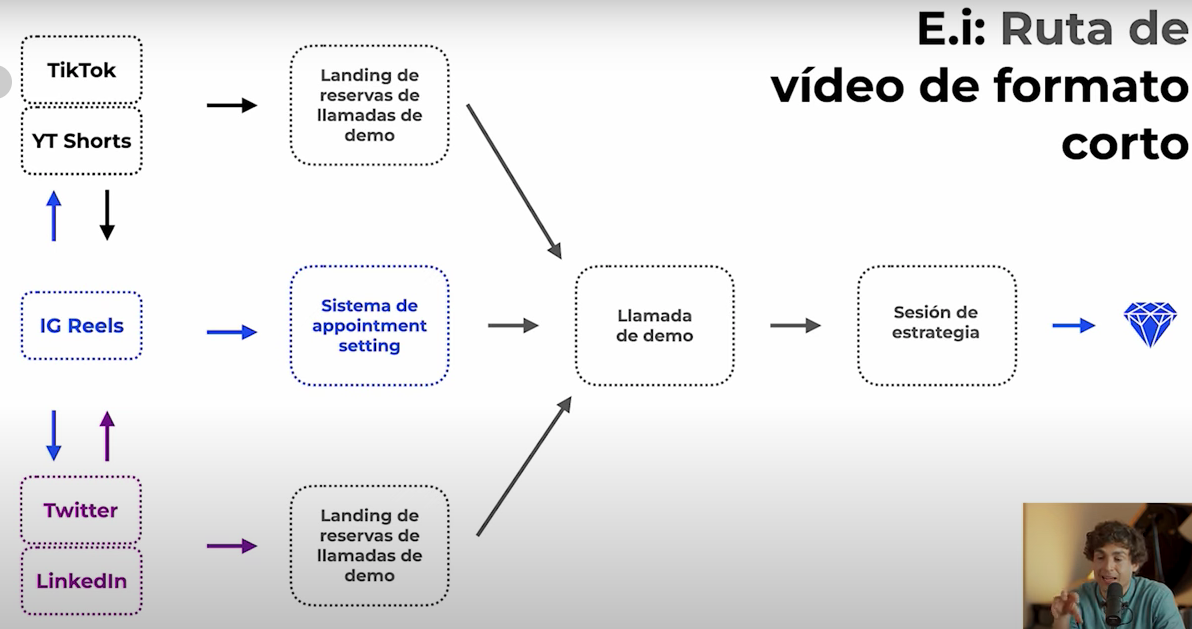 E.i: Ruta de
vídeo de formato
corto
TikTok
YT Shorts
Landing de
reservas de
llamadas de
demo
IG Reels
Sistema de
appointment
setting
Llamada
de demo
Sesión de
estrategia
Twitter
LinkedIn
Landing de
reservas de
llamadas de
demo